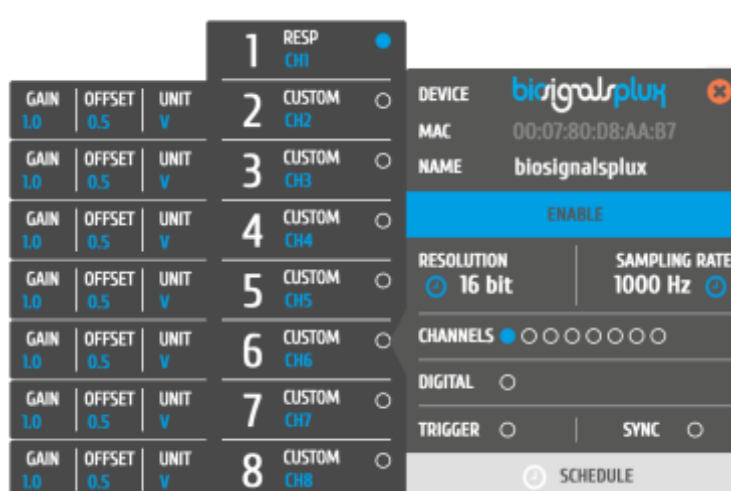 1 RESP
CH1
GAIN OFFSET UNIT
1.0 0.5 V
2 CUSTOM
CH2
GAIN OFFSET UNIT
1.0 0.5 V
3 CUSTOM
CH3
GAIN OFFSET UNIT
1.0 0.5 V
4 CUSTOM
CH4
GAIN OFFSET UNIT
1.0 0.5 V
5 CUSTOM
CH5
GAIN OFFSET UNIT
1.0 0.5 V
6 CUSTOM
CH6
GAIN OFFSET UNIT
1.0 0.5 V
7 CUSTOM
CH7
GAIN OFFSET UNIT
1.0 0.5 V
8 CUSTOM
CH8
DEVICE biosignalsplux
MAC 00:07:80:D8:AA:B7
NAME biosignalsplux
ENABLE
RESOLUTION SAMPLING RATE
16 bit 1000 Hz
CHANNELS
DIGITAL
TRIGGER SYNC
SCHEDULE